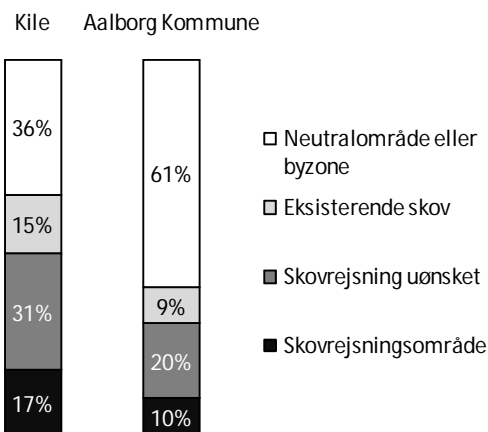 Kile Aalborg Kommune
36%
15%
31%
17%
61%
9%
20%
10%
Neutralområde eller
byzone
Eksisterende skov
Skovrejsning uønsket
Skovrejsningsområde